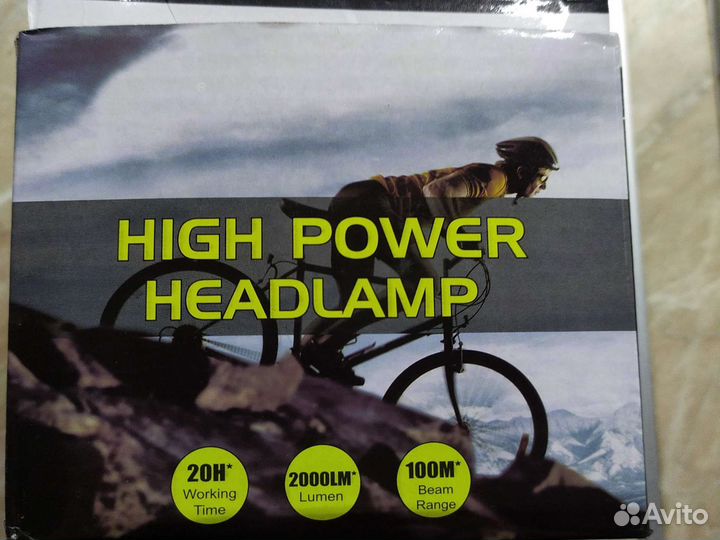 HIGH POWER
HEADLAMP
20H*
Working
Time
2000LM*
Lumen
100M*
Beam
Range
Avito